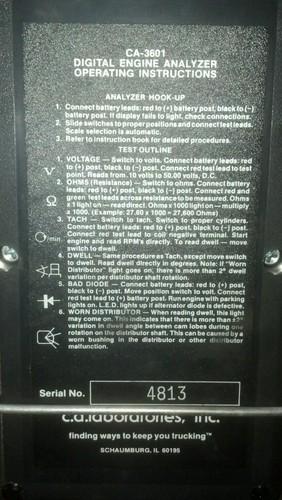 CA-3601
DIGITAL ENGINE ANALYZER
OPERATING INSTRUCTIONS
ANALYZER HOOK-UP
1. Connect battery leads: red to (+) battery post, black to (−)
battery post. If display fails to light, check connections.
2. Slide switches to proper positions and connect test leads.
Scale selection is automatic.
3. Refer to instruction book for detailed procedures.
TEST OUTLINE
1. VOLTAGE — Switch to volts. Connect battery leads: red
to (+) post, black to (−) post. Connect red test lead to test
point. Reads from .10 volts to 50.00 volts, D.C.
2. OHMS (Resistance) — Switch to ohms. Connect battery
leads: red to (+) post, black to (−) post. Connect red and
green test leads across resistance to be measured. Ohms
x 1 light on — read direct. Ohms x 1000 light on — multiply
x 1000. (Example: 27.60 x 1000 = 27,600 Ohms)
3. TACH — Switch to tach. Switch to proper cylinders.
Connect battery leads: red to (+) post, black to (−) post.
Connect red test lead to coil negative terminal. Start
engine and read RPM's directly. To read dwell — move
switch to dwell.
4. DWELL — Same procedure as Tach, except move switch
to dwell. Read dwell directly in degrees. Note: If "Worn
Distributor" light goes on, there is more than 2° dwell
variation per distributor shaft rotation.
5. BAD DIODE — Connect battery leads: red to (+) post,
black to (−) post. Move position switch to volt. Connect
red test lead to (+) battery post. Run engine with parking
lights on. L.E.D. lights up if alternator diode is defective.
6. WORN DISTRIBUTOR — When reading dwell, this light
may come on. This indicates that there is more than ±2°
variation in dwell angle between cam lobes during one
rotation on the distributor shaft. This can be caused by a
worn bushing in the distributor or other distributor
malfunction.
V
Ω
/min.
Serial No. 4813
c.a.laboratories, inc.
finding ways to keep you trucking™
SCHAUMBURG, IL 60195